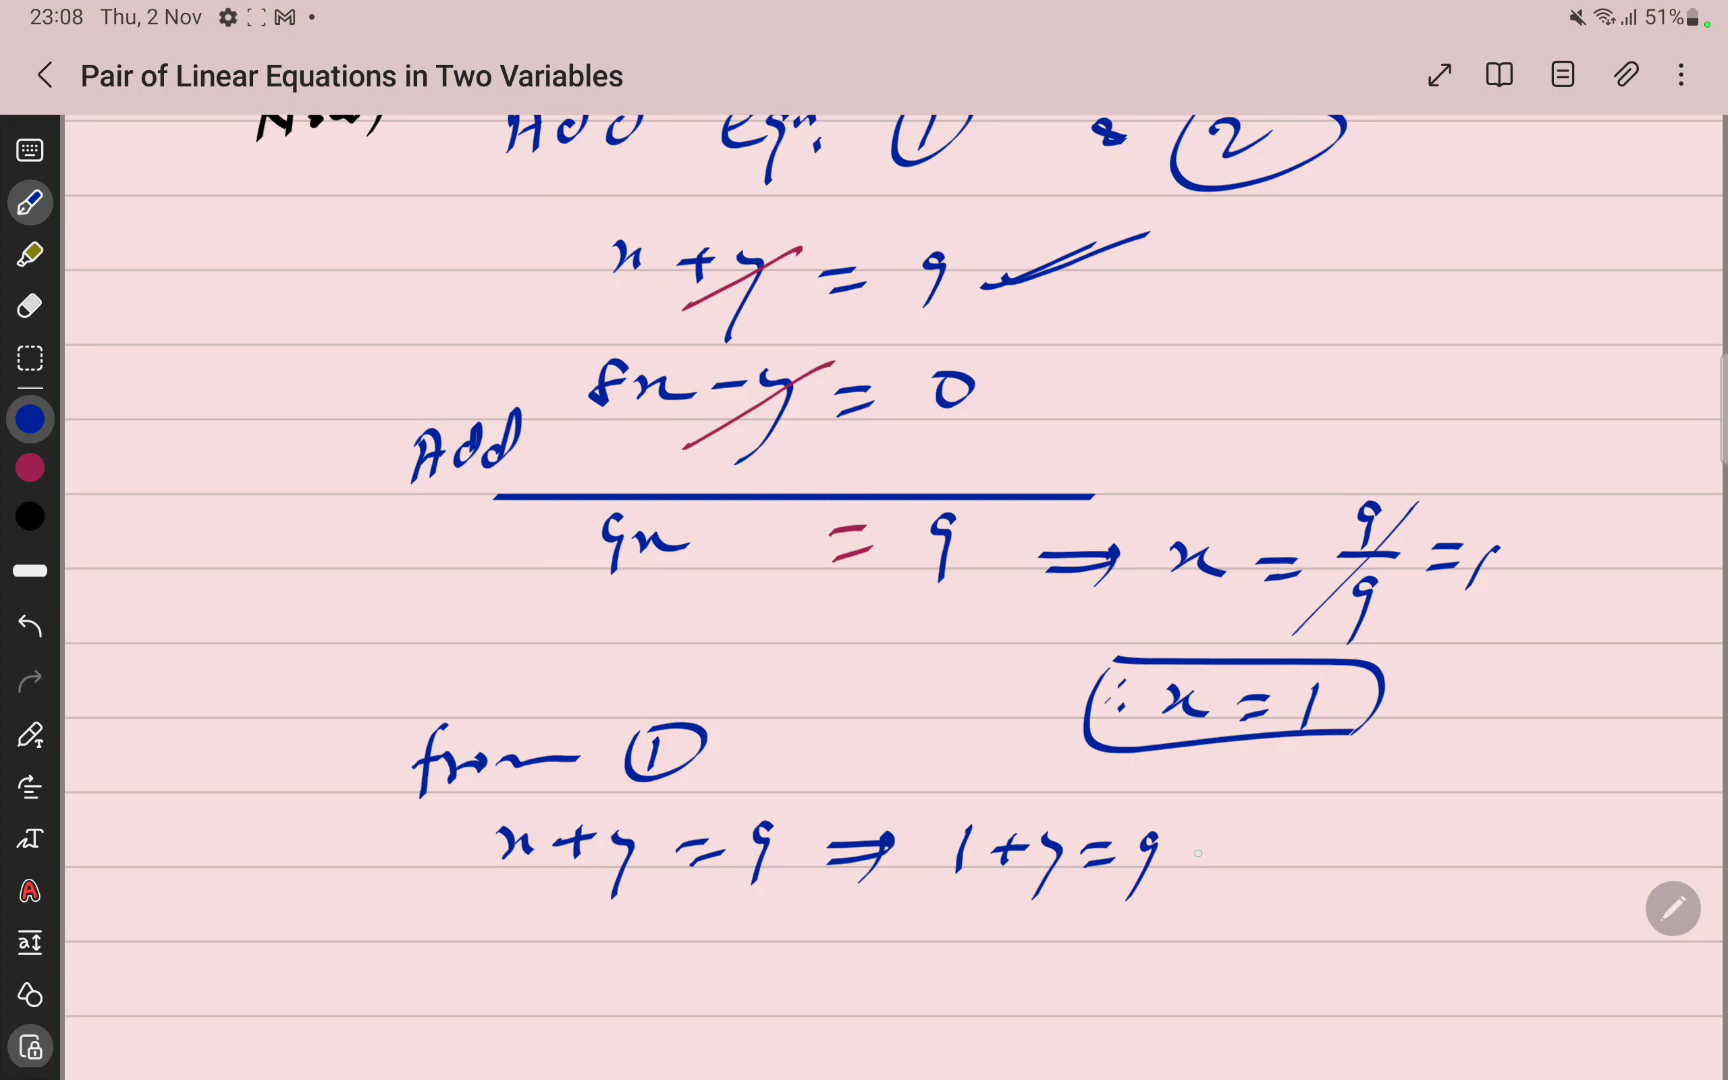 23:08 Thu, 2 Nov 51%
Pair of Linear Equations in Two Variables
Now, Add Eqn. ① & ②
x + y = 9
8x - y = 0
Add
9x = 9 ⟹ x = 9/9 = 1
∴ x = 1
from ①
x + y = 9 ⟹ 1 + y = 9